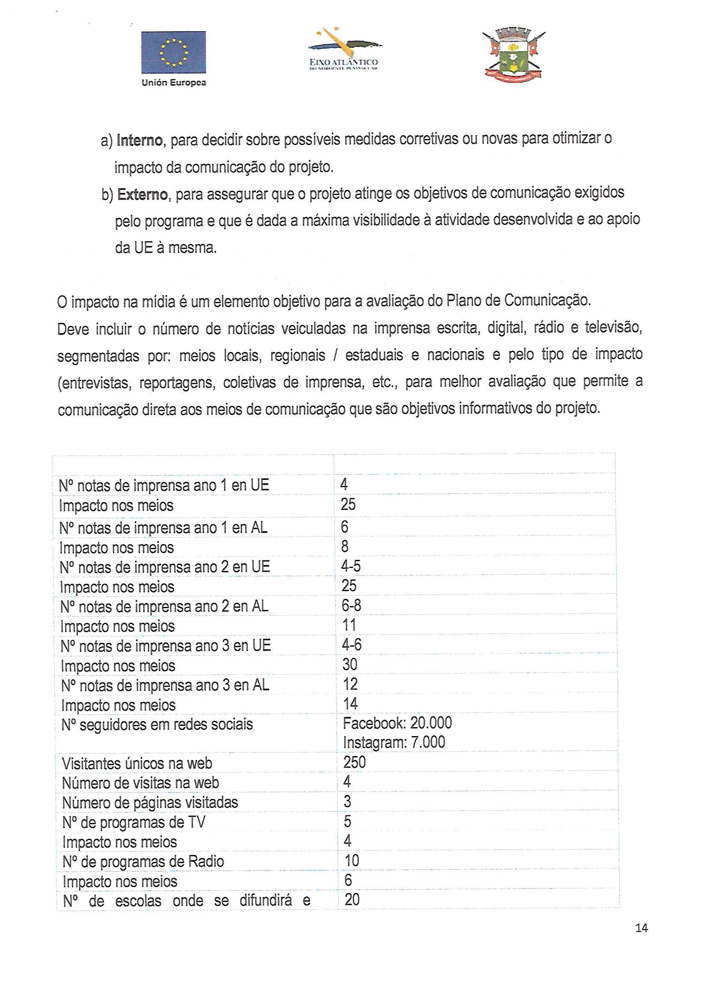 Unión Europea
EIXO ATLÂNTICO
DO NOROESTE PENINSULAR
a) Interno, para decidir sobre possíveis medidas corretivas ou novas para otimizar o
impacto da comunicação do projeto.
b) Externo, para assegurar que o projeto atinge os objetivos de comunicação exigidos
pelo programa e que é dada a máxima visibilidade à atividade desenvolvida e ao apoio
da UE à mesma.
O impacto na mídia é um elemento objetivo para a avaliação do Plano de Comunicação.
Deve incluir o número de notícias veiculadas na imprensa escrita, digital, rádio e televisão,
segmentadas por: meios locais, regionais / estaduais e nacionais e pelo tipo de impacto
(entrevistas, reportagens, coletivas de imprensa, etc., para melhor avaliação que permite a
comunicação direta aos meios de comunicação que são objetivos informativos do projeto.
Nº notas de imprensa ano 1 en UE 4
Impacto nos meios 25
Nº notas de imprensa ano 1 en AL 6
Impacto nos meios 8
Nº notas de imprensa ano 2 en UE 4-5
Impacto nos meios 25
Nº notas de imprensa ano 2 en AL 6-8
Impacto nos meios 11
Nº notas de imprensa ano 3 en UE 4-6
Impacto nos meios 30
Nº notas de imprensa ano 3 en AL 12
Impacto nos meios 14
Nº seguidores em redes sociais Facebook: 20.000
Instagram: 7.000
Visitantes únicos na web 250
Número de visitas na web 4
Número de páginas visitadas 3
Nº de programas de TV 5
Impacto nos meios 4
Nº de programas de Radio 10
Impacto nos meios 6
Nº de escolas onde se difundirá e 20
14